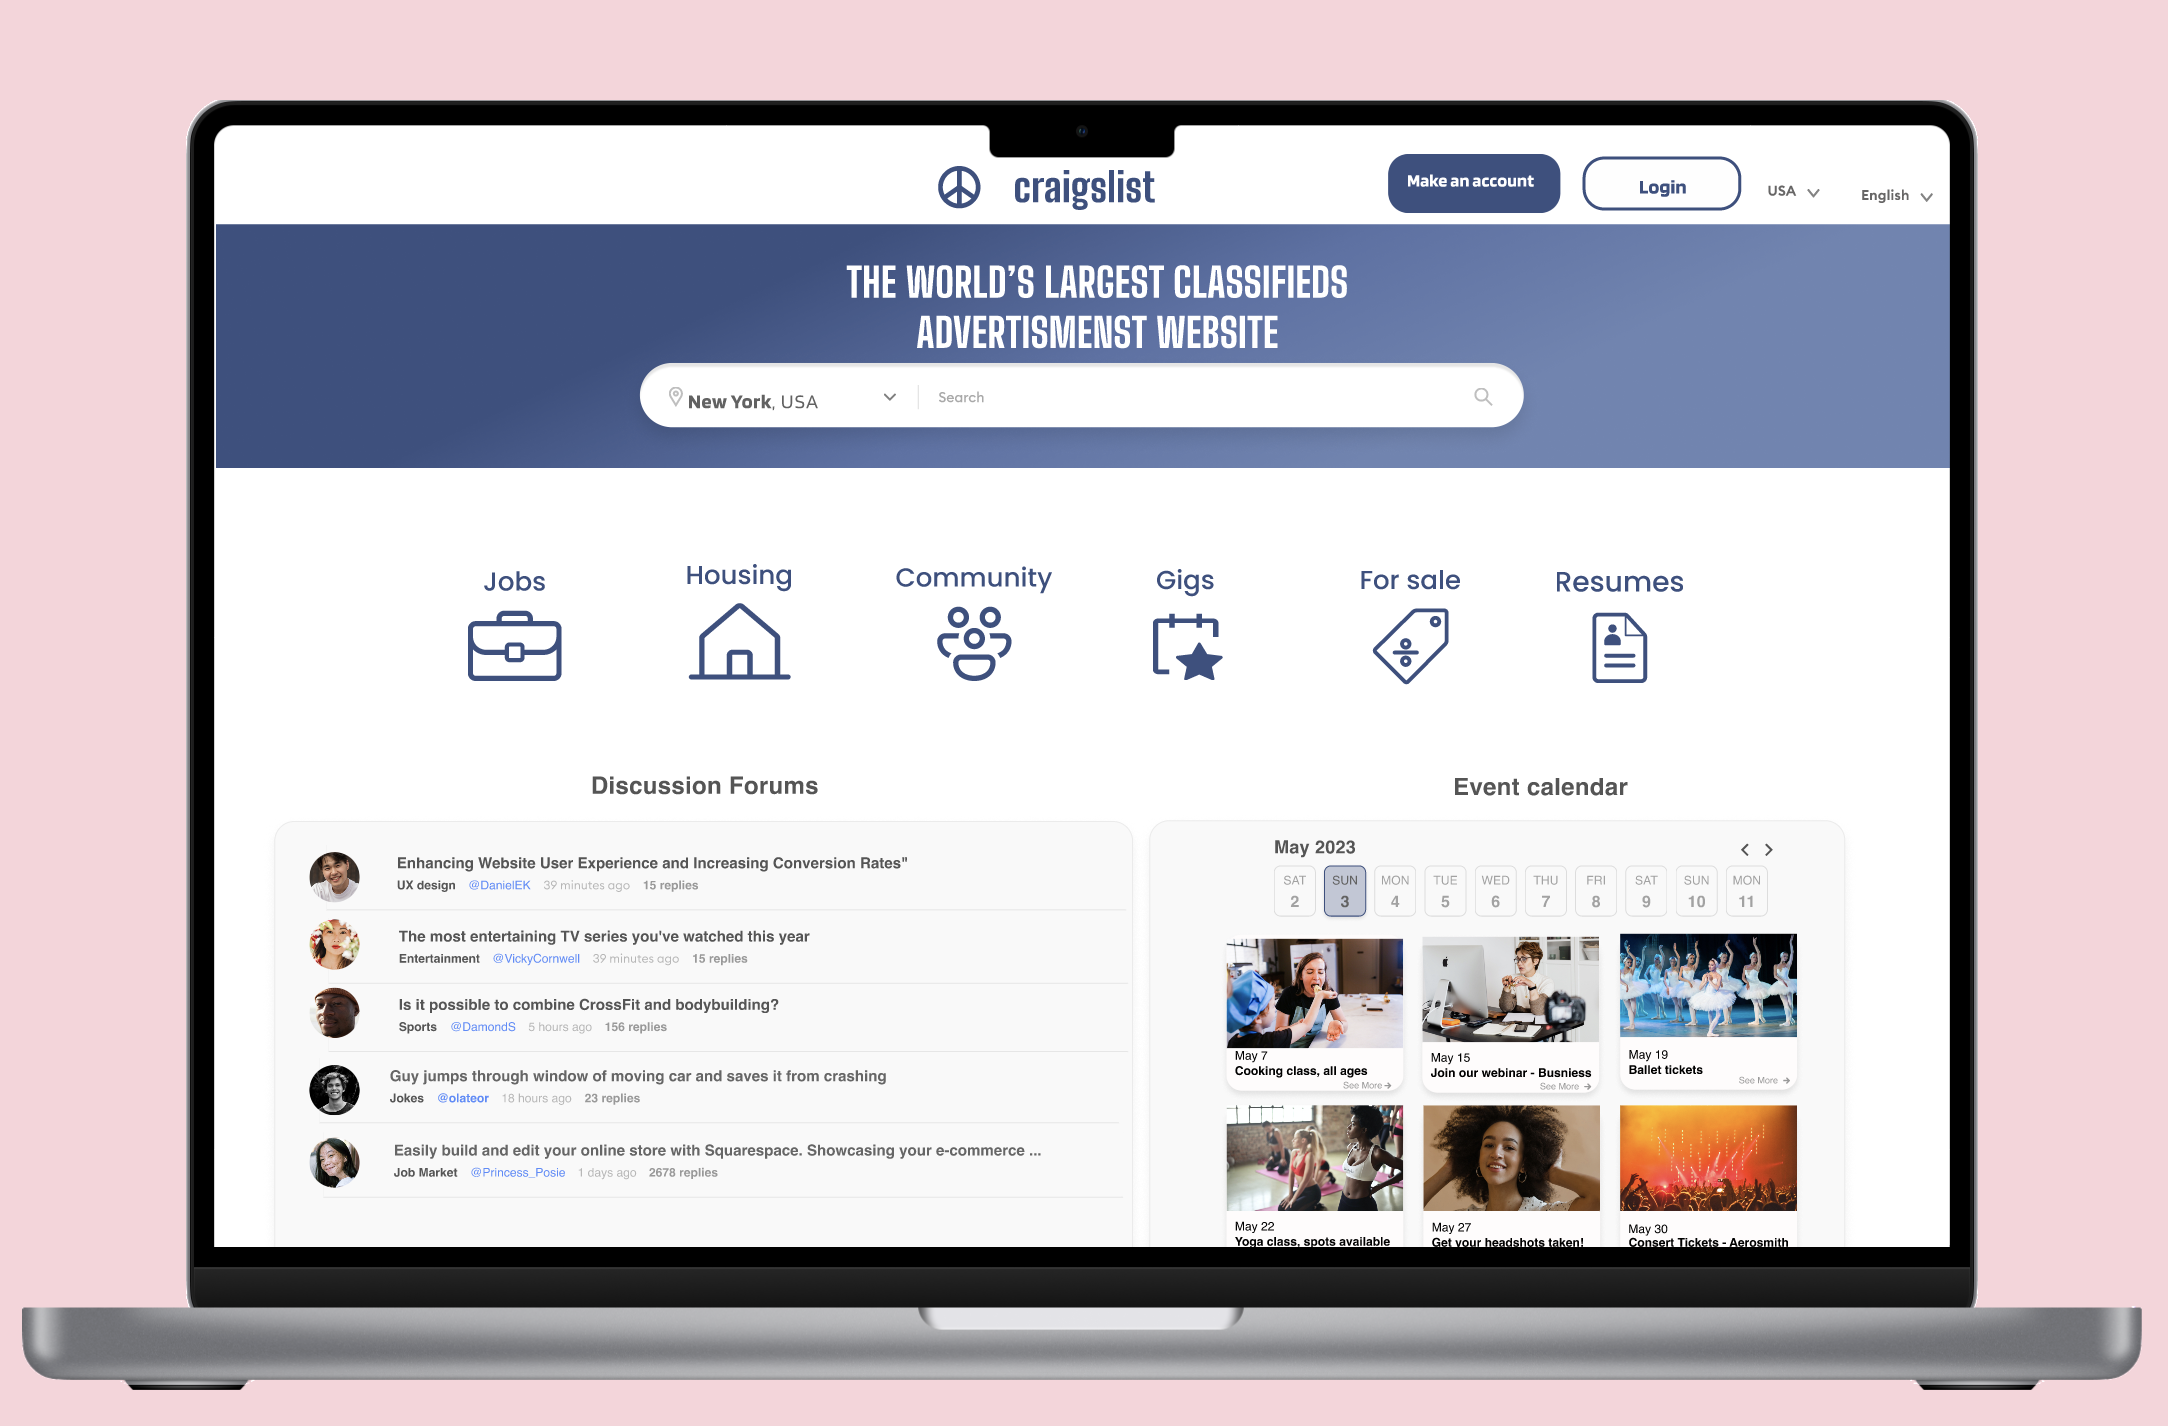 craigslist
Make an account
Login
USA
English
THE WORLD'S LARGEST CLASSIFIEDS
ADVERTISMENST WEBSITE
New York, USA
Search
Jobs
Housing
Community
Gigs
For sale
Resumes
Discussion Forums
Enhancing Website User Experience and Increasing Conversion Rates"
UX design @DanielEK 39 minutes ago 15 replies
The most entertaining TV series you've watched this year
Entertainment @VickyCornwell 39 minutes ago 15 replies
Is it possible to combine CrossFit and bodybuilding?
Sports @DamondS 5 hours ago 156 replies
Guy jumps through window of moving car and saves it from crashing
Jokes @olateor 18 hours ago 23 replies
Easily build and edit your online store with Squarespace. Showcasing your e-commerce ...
Job Market @Princess_Posie 1 days ago 2678 replies
Event calendar
May 2023
SAT SUN MON TUE WED THU FRI SAT SUN MON
2 3 4 5 6 7 8 9 10 11
May 7
Cooking class, all ages
See More
May 15
Join our webinar - Busniess
See More
May 19
Ballet tickets
See More
May 22
Yoga class, spots available
May 27
Get your headshots taken!
May 30
Consert Tickets - Aerosmith